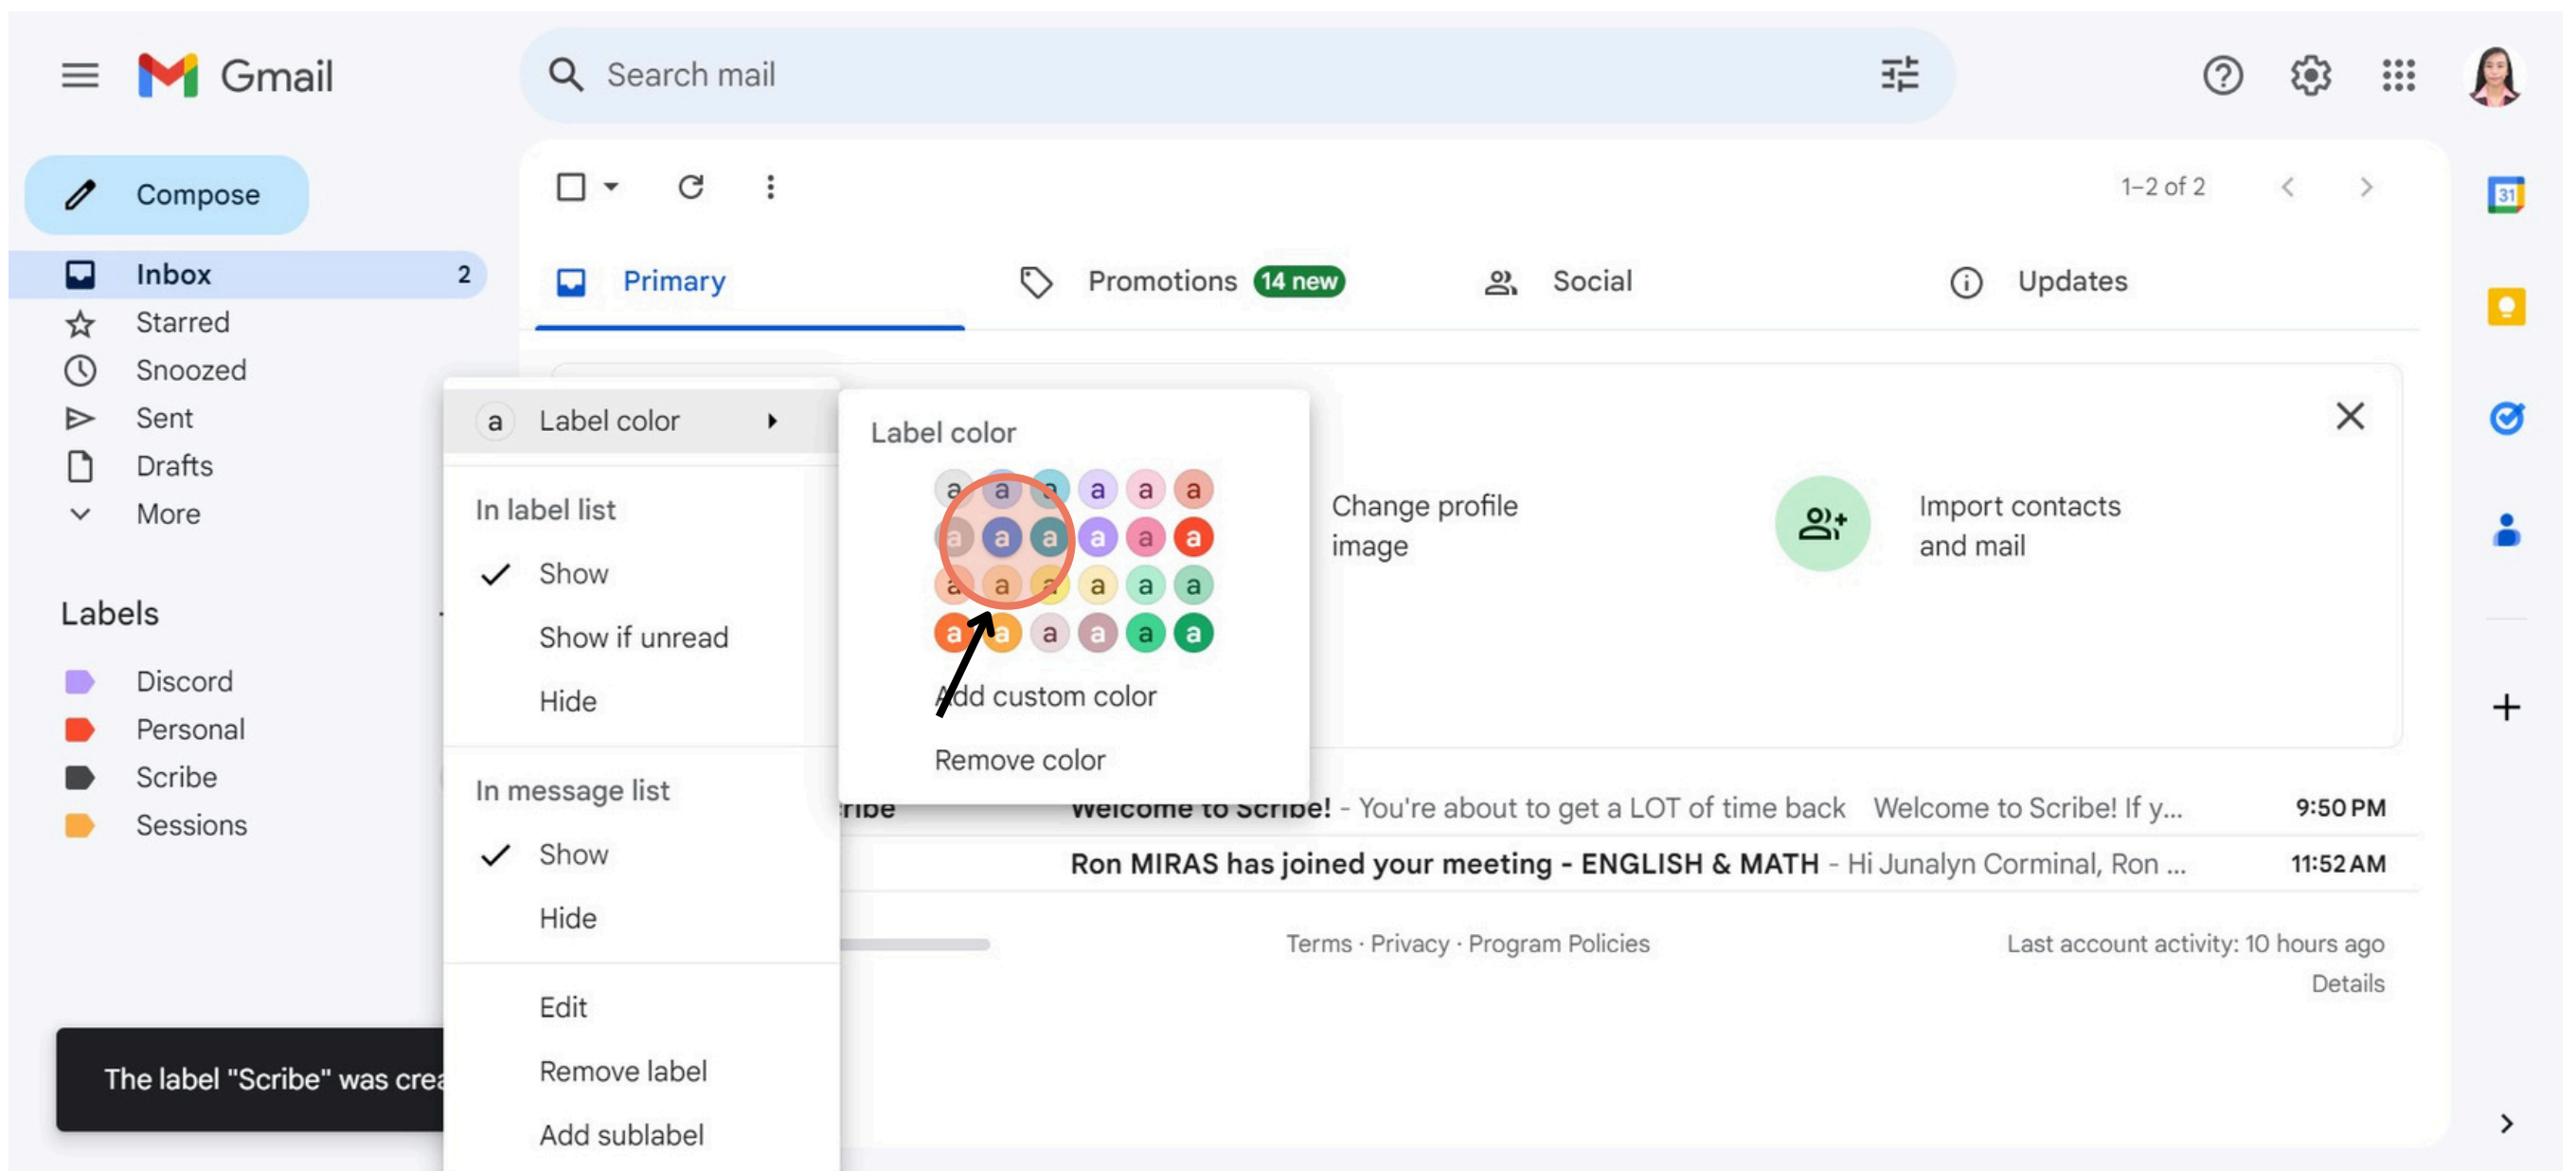 Gmail
Search mail
Compose
1–2 of 2
31
Inbox 2
Primary
Promotions 14 new
Social
Updates
Starred
Snoozed
Sent
Drafts
More
Labels
Discord
Personal
Scribe
Sessions
a Label color
In label list
Show
Show if unread
Hide
In message list
Show
Hide
Edit
Remove label
Add sublabel
Label color
a a a a a a
a a a a a a
a a a a a a
a a a a a a
Add custom color
Remove color
Change profile
image
Import contacts
and mail
ribe Welcome to Scribe! - You're about to get a LOT of time back Welcome to Scribe! If y... 9:50 PM
Ron MIRAS has joined your meeting - ENGLISH & MATH - Hi Junalyn Corminal, Ron ... 11:52 AM
Terms · Privacy · Program Policies
Last account activity: 10 hours ago
Details
The label "Scribe" was crea